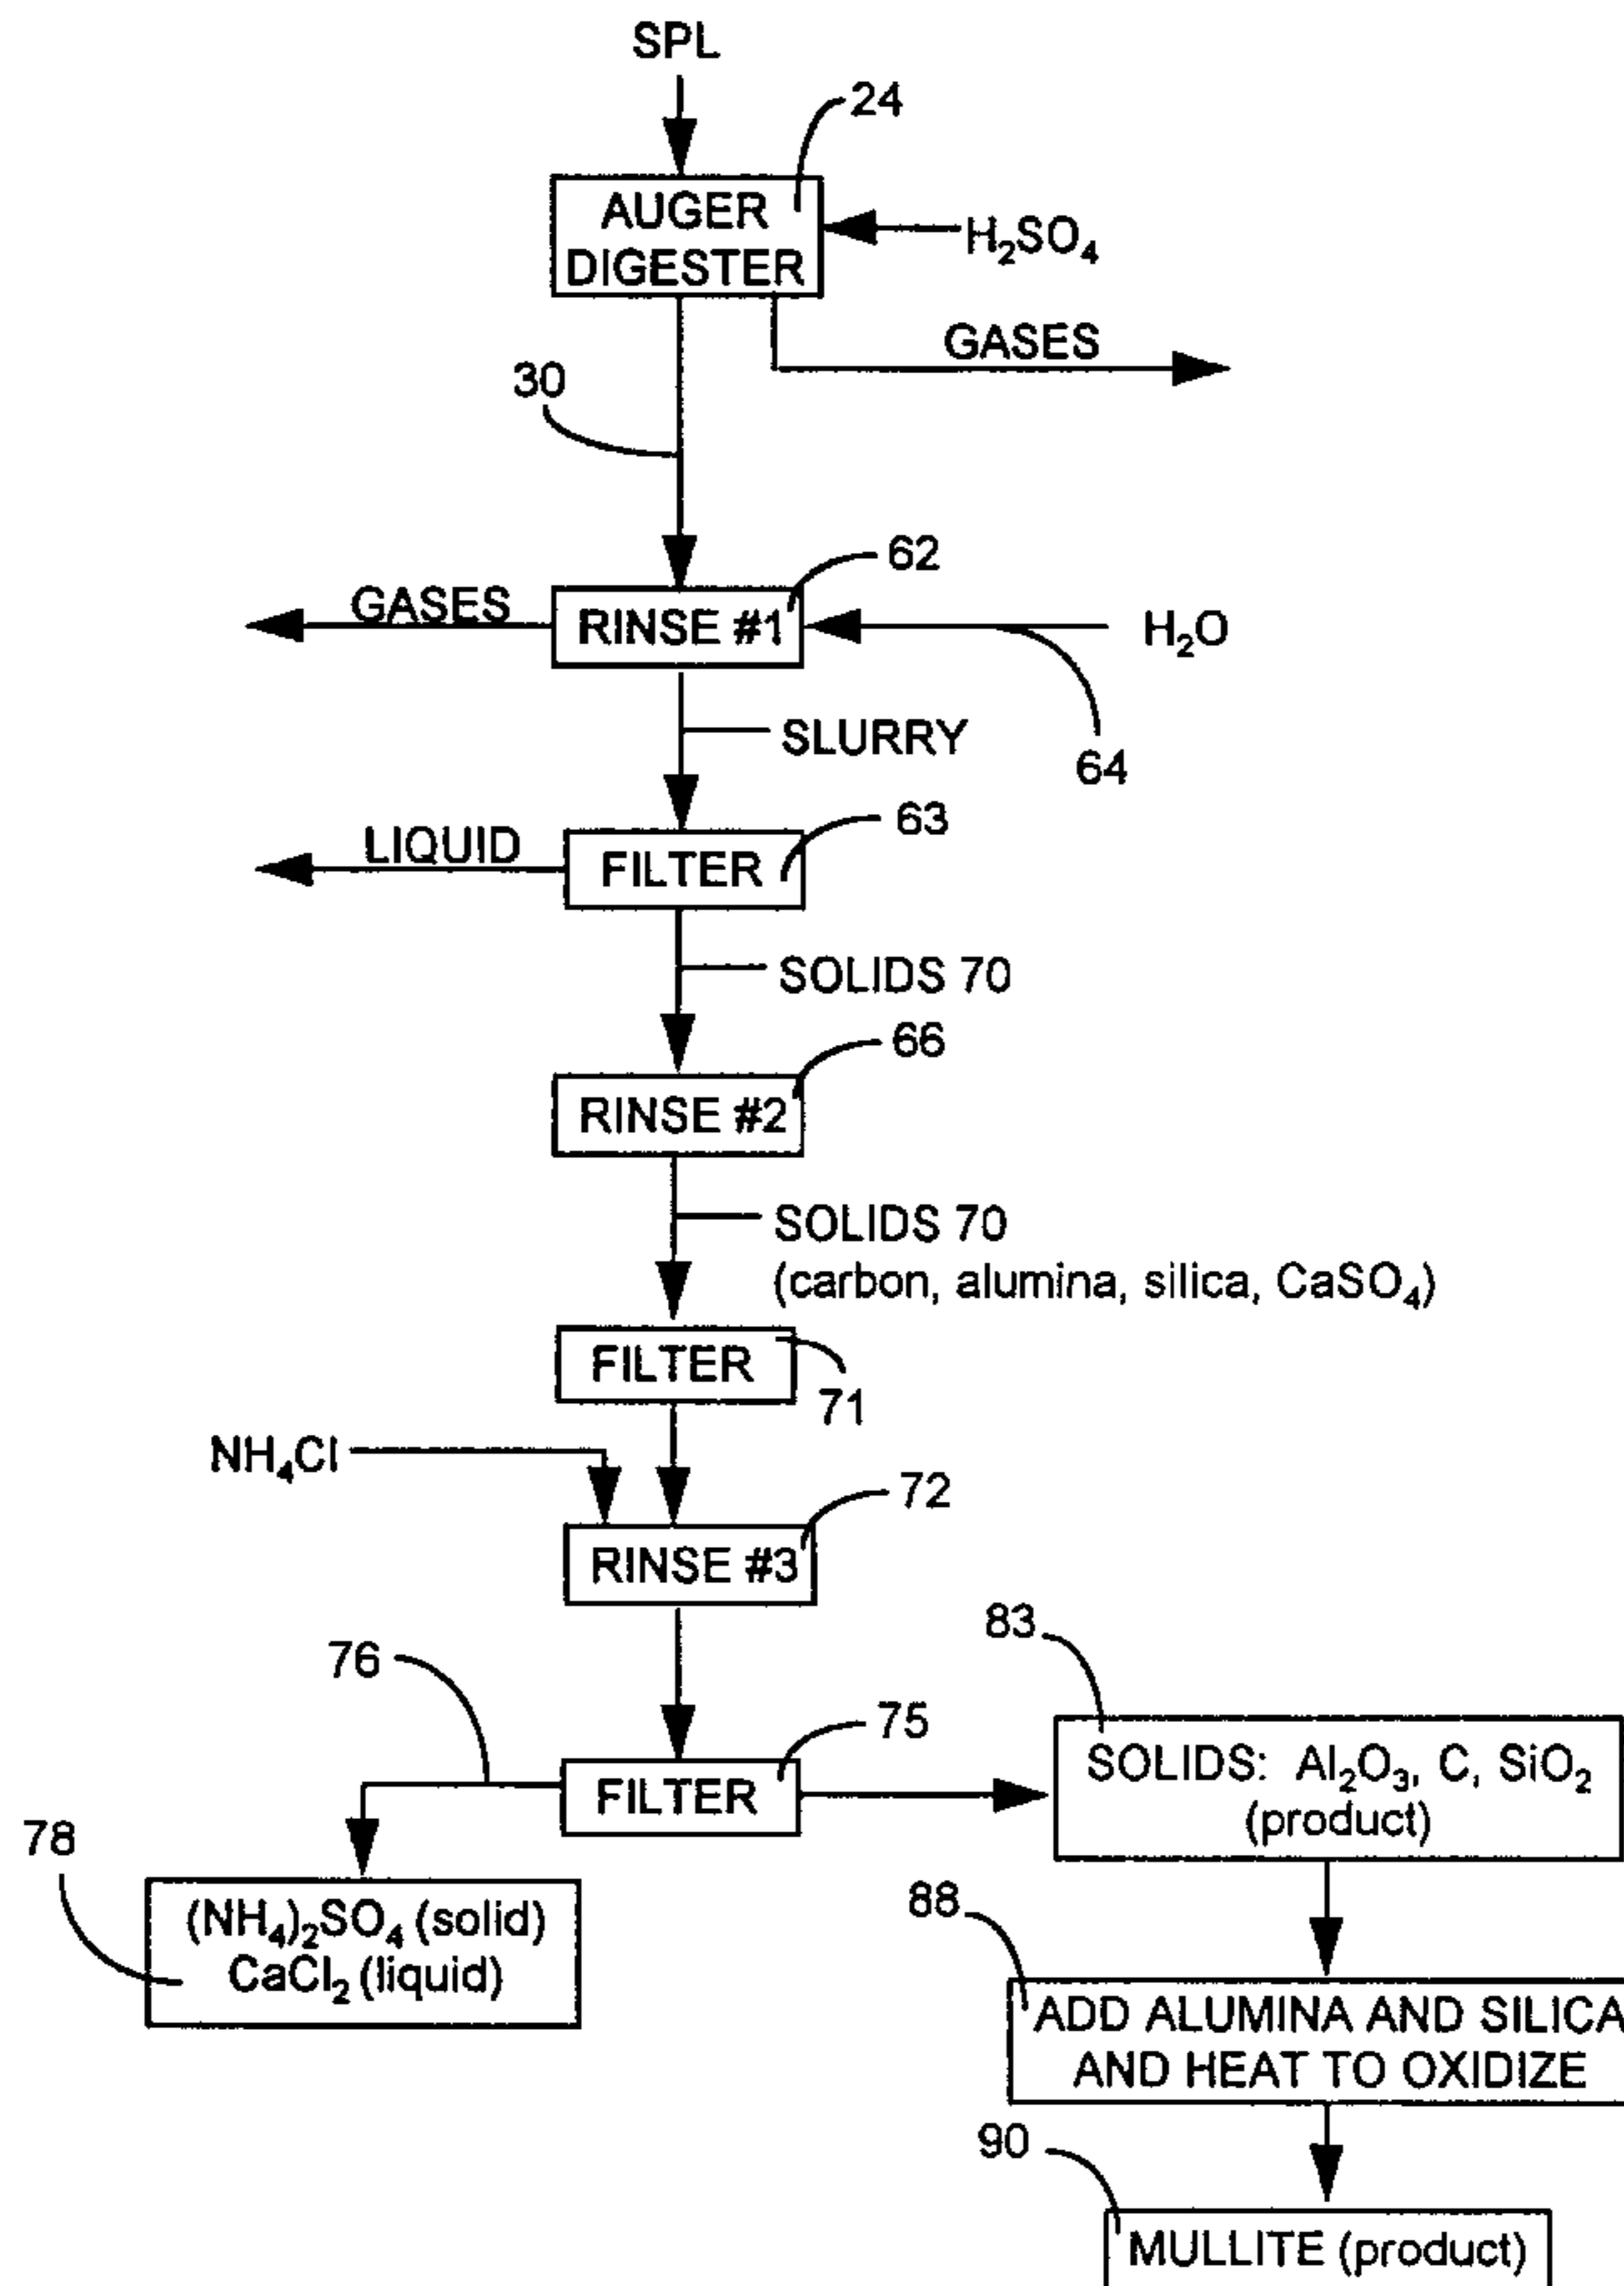 SPL
24
AUGER
DIGESTER
H₂SO₄
GASES
30
62
GASES
RINSE #1
H₂O
SLURRY
64
63
LIQUID
FILTER
SOLIDS 70
66
RINSE #2
SOLIDS 70
(carbon, alumina, silica, CaSO₄)
FILTER
71
NH₄Cl
72
RINSE #3
83
76
75
SOLIDS: Al₂O₃, C, SiO₂
(product)
FILTER
78
(NH₄)₂SO₄ (solid)
CaCl₂ (liquid)
88
ADD ALUMINA AND SILICA
AND HEAT TO OXIDIZE
90
MULLITE (product)